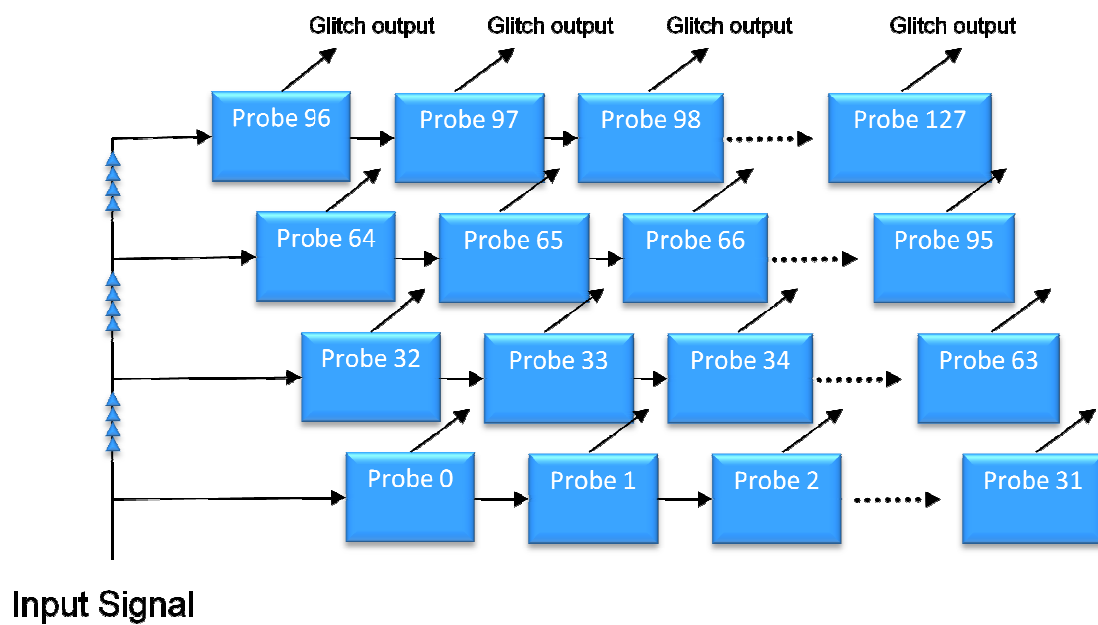 Glitch output Glitch output Glitch output Glitch output
Probe 96 Probe 97 Probe 98 Probe 127
Probe 64 Probe 65 Probe 66 Probe 95
Probe 32 Probe 33 Probe 34 Probe 63
Probe 0 Probe 1 Probe 2 Probe 31
Input Signal